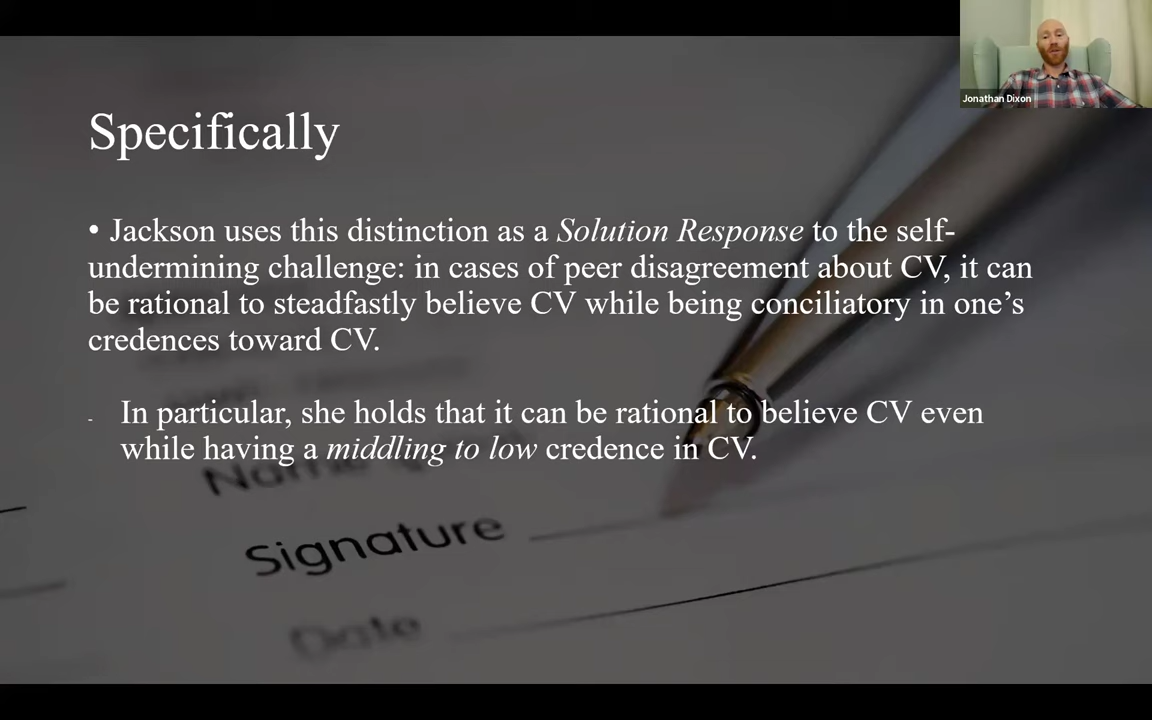 Jonathan Dixon
Specifically
• Jackson uses this distinction as a Solution Response to the self-
undermining challenge: in cases of peer disagreement about CV, it can
be rational to steadfastly believe CV while being conciliatory in one’s
credences toward CV.
- In particular, she holds that it can be rational to believe CV even
while having a middling to low credence in CV.
Name
Signature
Date